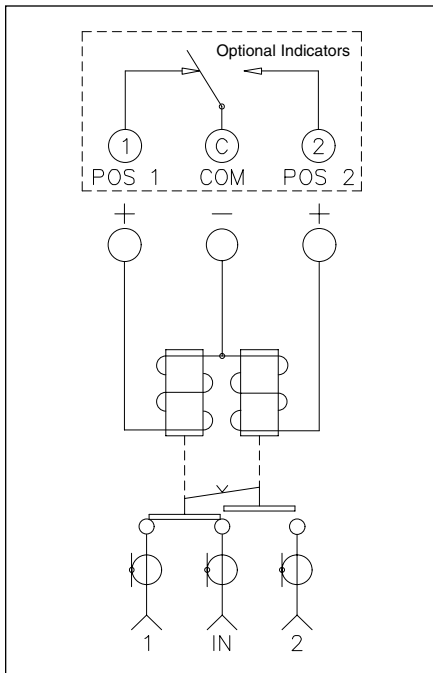 Optional Indicators
1 C 2
POS 1 COM POS 2
+ − +
1 IN 2